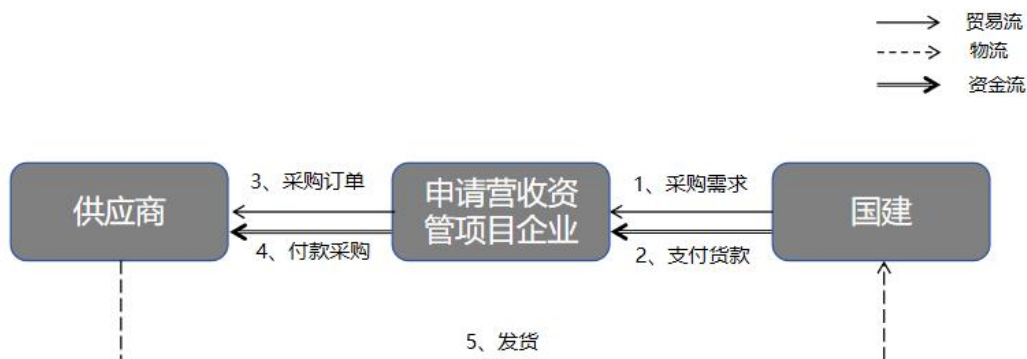 贸易流
物流
资金流
3、采购订单
1、采购需求
供应商
申请营收资
管项目企业
国建
4、付款采购
2、支付货款
5、发货